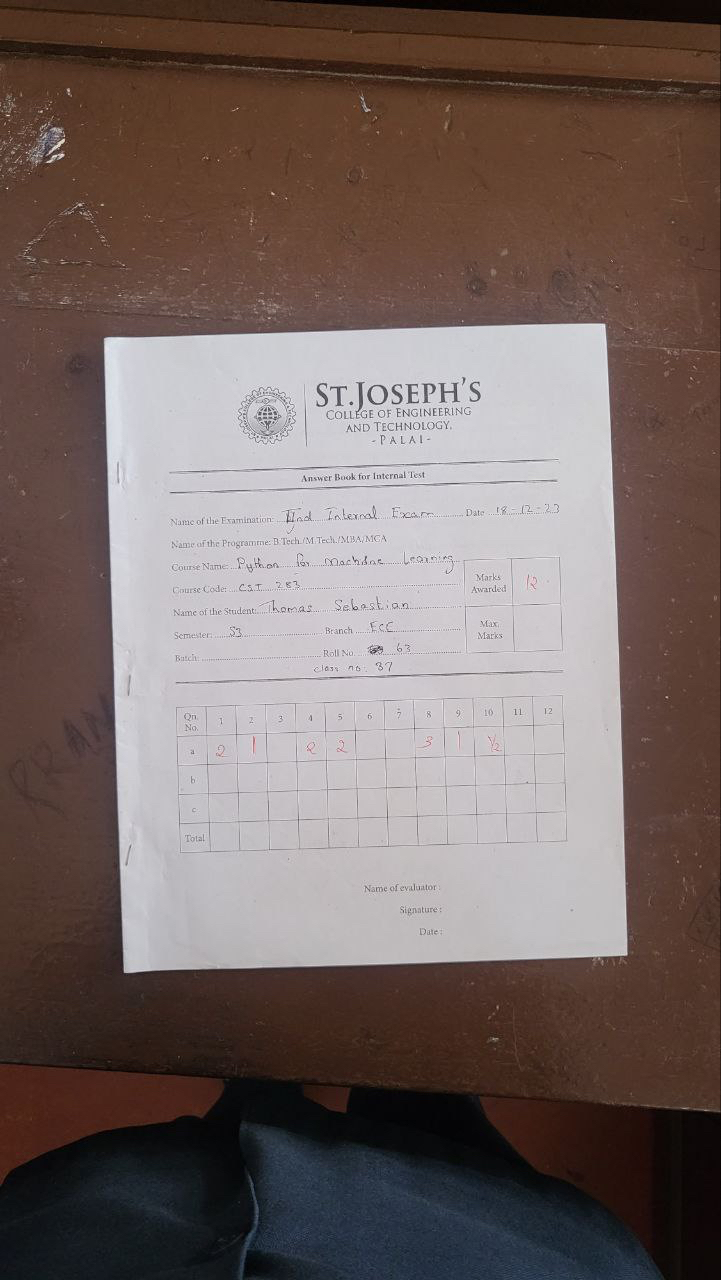 ST.JOSEPH'S
COLLEGE OF ENGINEERING
AND TECHNOLOGY,
- PALAI -
Answer Book for Internal Test
Name of the Examination: IInd Internal Exam Date 18-12-23
Name of the Programme: B.Tech./M.Tech./MBA/MCA
Course Name: Python for Machine Learning
Course Code: CST 283
Marks Awarded 12
Name of the Student: Thomas Sebastian
Semester: S3 Branch ECE
Max. Marks
Batch: Roll No. 63
class no: 37
Qn. No. 1 2 3 4 5 6 7 8 9 10 11 12
a 2 1 2 2 3 1 ½
b
c
Total
Name of evaluator :
Signature :
Date :